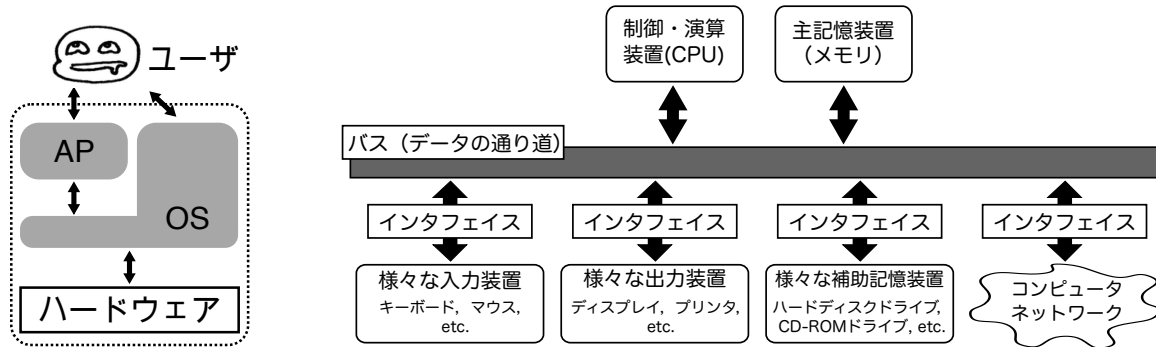 ユーザ
AP
OS
ハードウェア
制御・演算
装置(CPU)
主記憶装置
（メモリ）
バス（データの通り道）
インタフェイス
インタフェイス
インタフェイス
インタフェイス
様々な入力装置
キーボード，マウス，
etc.
様々な出力装置
ディスプレイ，プリンタ，
etc.
様々な補助記憶装置
ハードディスクドライブ，
CD-ROMドライブ, etc.
コンピュータ
ネットワーク